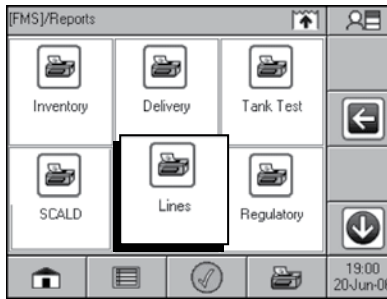 [FMS]/Reports
Inventory
Delivery
Tank Test
SCALD
Lines
Regulatory
19:00
20-Jun-0